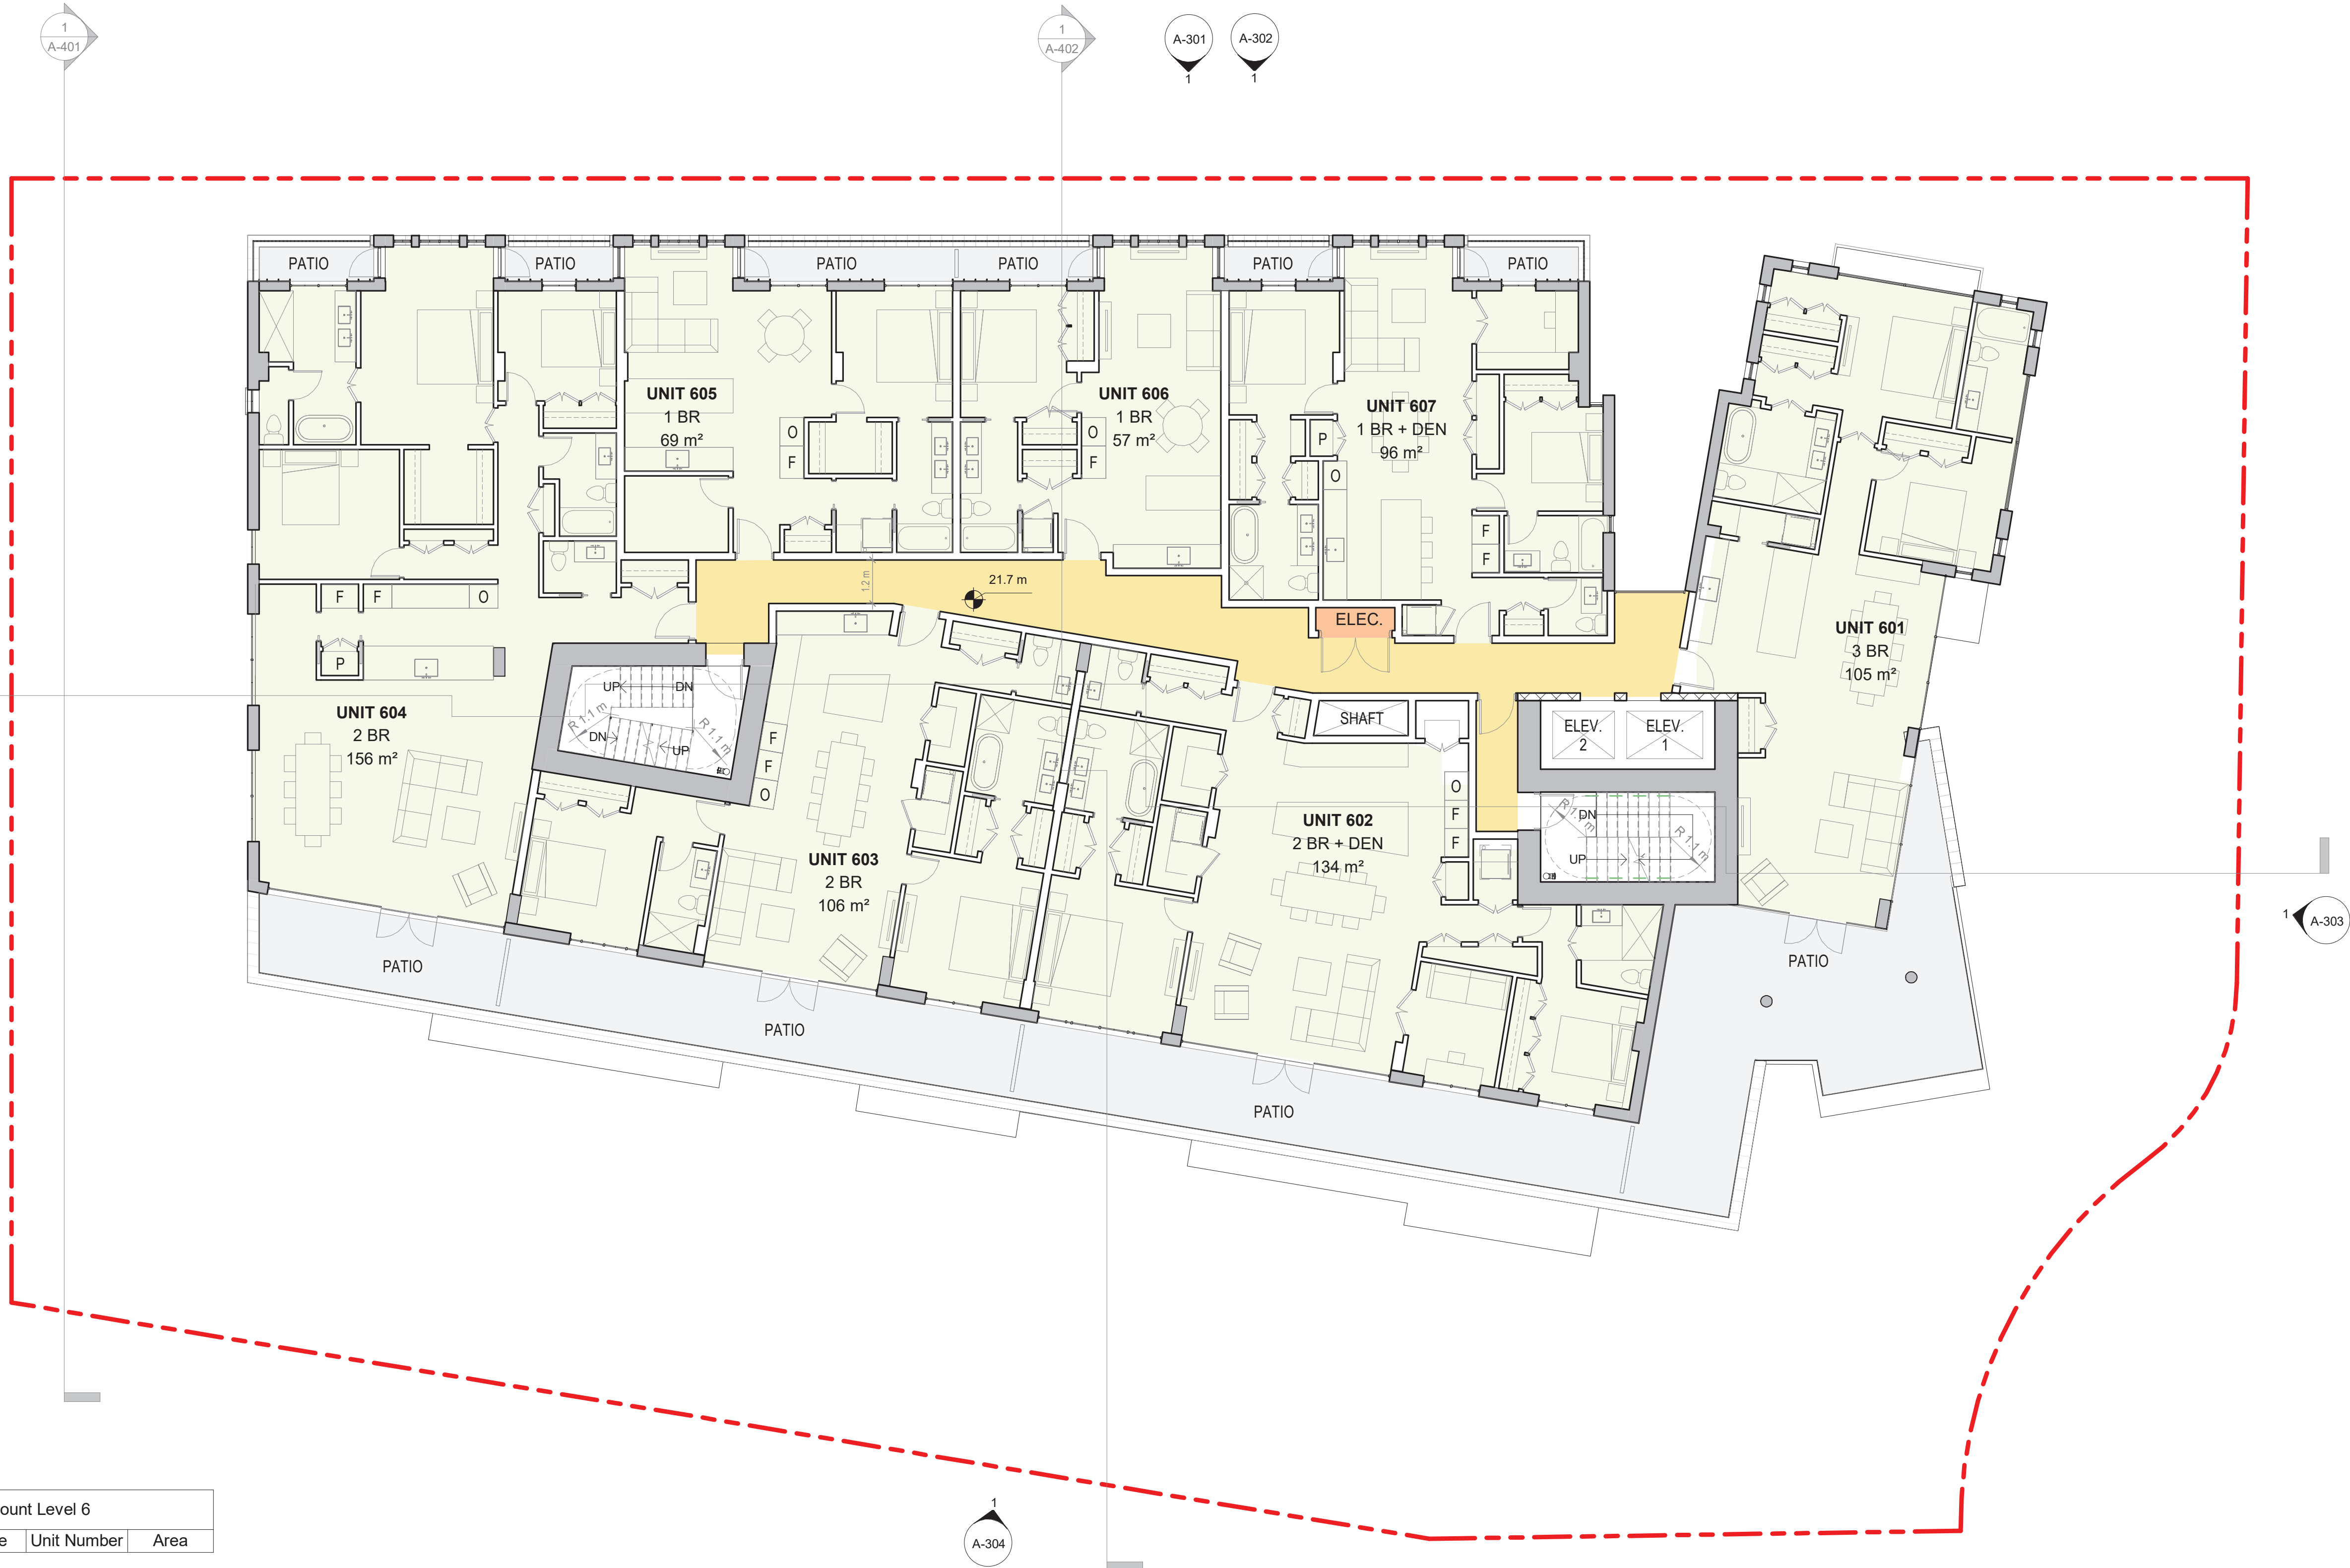 1
A-401
1
A-402
A-301
1
A-302
1
PATIO
PATIO
PATIO
PATIO
PATIO
PATIO
UNIT 605
1 BR
69 m²
O
F
UNIT 606
1 BR
57 m²
O
F
UNIT 607
1 BR + DEN
96 m²
P
O
F
F
1.2 m
21.7 m
ELEC.
F
F
O
P
UNIT 601
3 BR
105 m²
UP
DN
R 1.1 m
R 1.1 m
DN
UP
UNIT 604
2 BR
156 m²
F
F
O
SHAFT
ELEV.
2
ELEV.
1
O
F
F
UNIT 602
2 BR + DEN
134 m²
UNIT 603
2 BR
106 m²
R 1.1 m
DN
R 1.1 m
UP
1
A-303
PATIO
PATIO
PATIO
PATIO
ount Level 6
e
Unit Number
Area
1
A-304